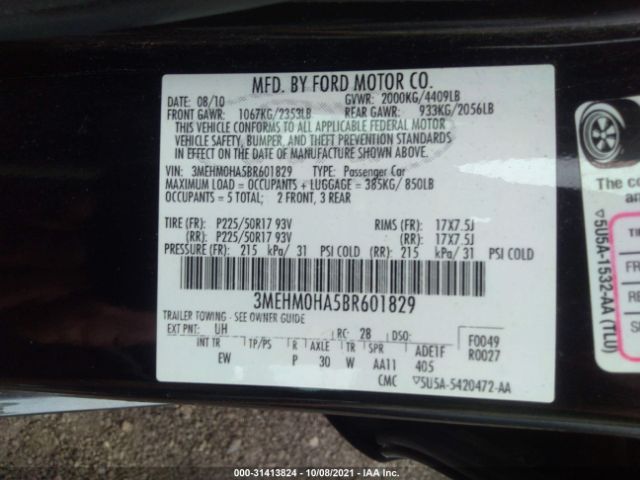 MFD. BY FORD MOTOR CO.
DATE: 08/10 GVWR: 2000KG/4409LB
FRONT GAWR: 1067KG/2353LB REAR GAWR: 933KG/2056LB
THIS VEHICLE CONFORMS TO ALL APPLICABLE FEDERAL MOTOR
VEHICLE SAFETY, BUMPER, AND THEFT PREVENTION STANDARDS
IN EFFECT ON THE DATE OF MANUFACTURE SHOWN ABOVE.
VIN: 3MEHM0HA5BR601829 TYPE: Passenger Car
MAXIMUM LOAD = OCCUPANTS + LUGGAGE = 385KG/ 850LB
OCCUPANTS = 5 TOTAL; 2 FRONT, 3 REAR
TIRE (FR): P225/50R17 93V RIMS (FR): 17X7.5J
(RR): P225/50R17 93V (RR): 17X7.5J
PRESSURE (FR): 215 kPa/ 31 PSI COLD (RR): 215 kPa/ 31 PSI COLD
3MEHM0HA5BR601829
TRAILER TOWING - SEE OWNER GUIDE
EXT PNT: UH RC: 28 DSO: F0049
INT TR TP/PS R AXLE TR SPR ADE1F R0027
EW P 30 W AA11 405
CMC 5U5A-5420472-AA
The co
and
5U5A-1532-AA (TLU)
TI
FR
RE
000-31413824 - 10/08/2021 - IAA Inc.